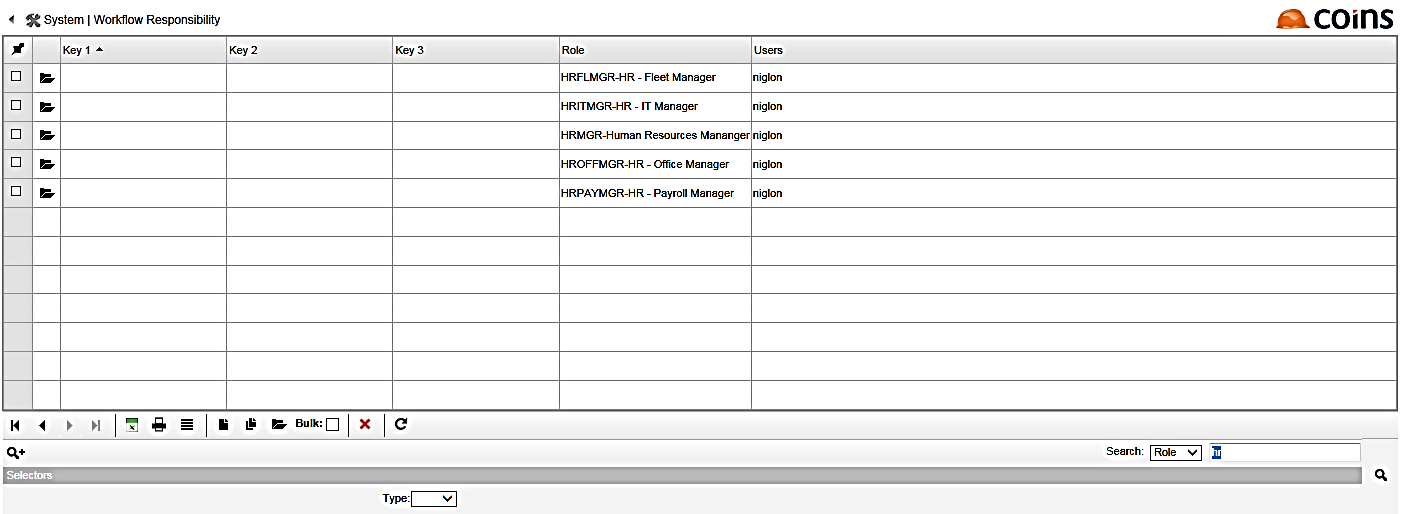 System | Workflow Responsibility
coins
Key 1 Key 2 Key 3 Role Users
HRFLMGR-HR - Fleet Manager niglon
HRITMGR-HR - IT Manager niglon
HRMGR-Human Resources Mananger niglon
HROFFMGR-HR - Office Manager niglon
HRPAYMGR-HR - Payroll Manager niglon
Bulk:
Search: Role hr
Selectors
Type: